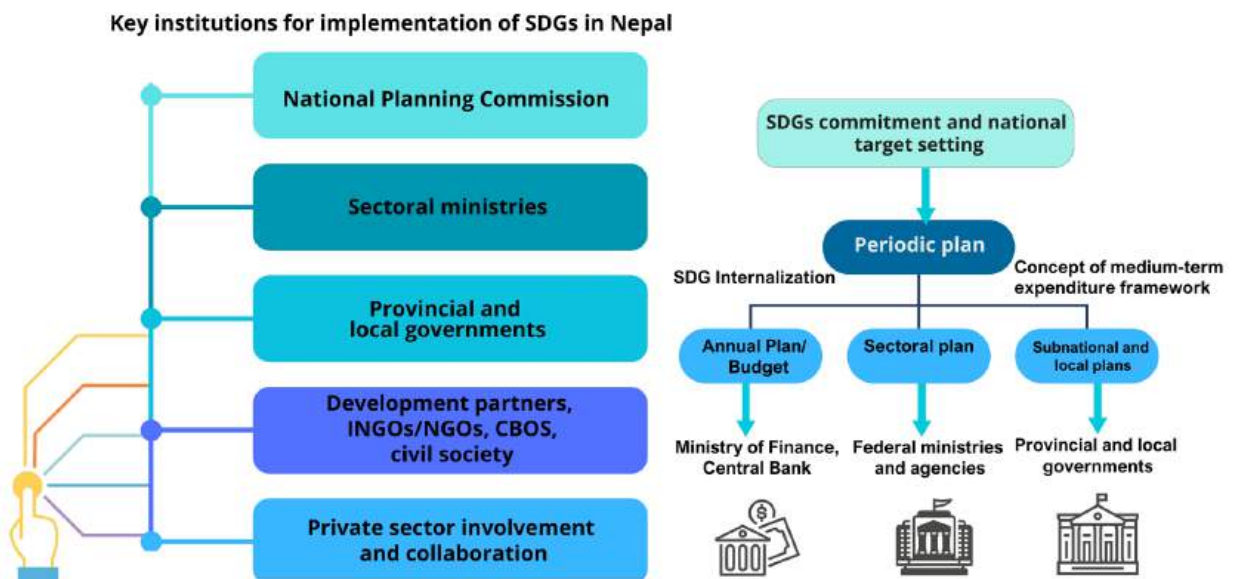 Key institutions for implementation of SDGs in Nepal
National Planning Commission
Sectoral ministries
Provincial and
local governments
Development partners,
INGOs/NGOs, CBOS,
civil society
Private sector involvement
and collaboration
SDGs commitment and national
target setting
Periodic plan
SDG Internalization
Concept of medium-term
expenditure framework
Annual Plan/
Budget
Sectoral plan
Subnational and
local plans
Ministry of Finance,
Central Bank
Federal ministries
and agencies
Provincial and local
governments
$